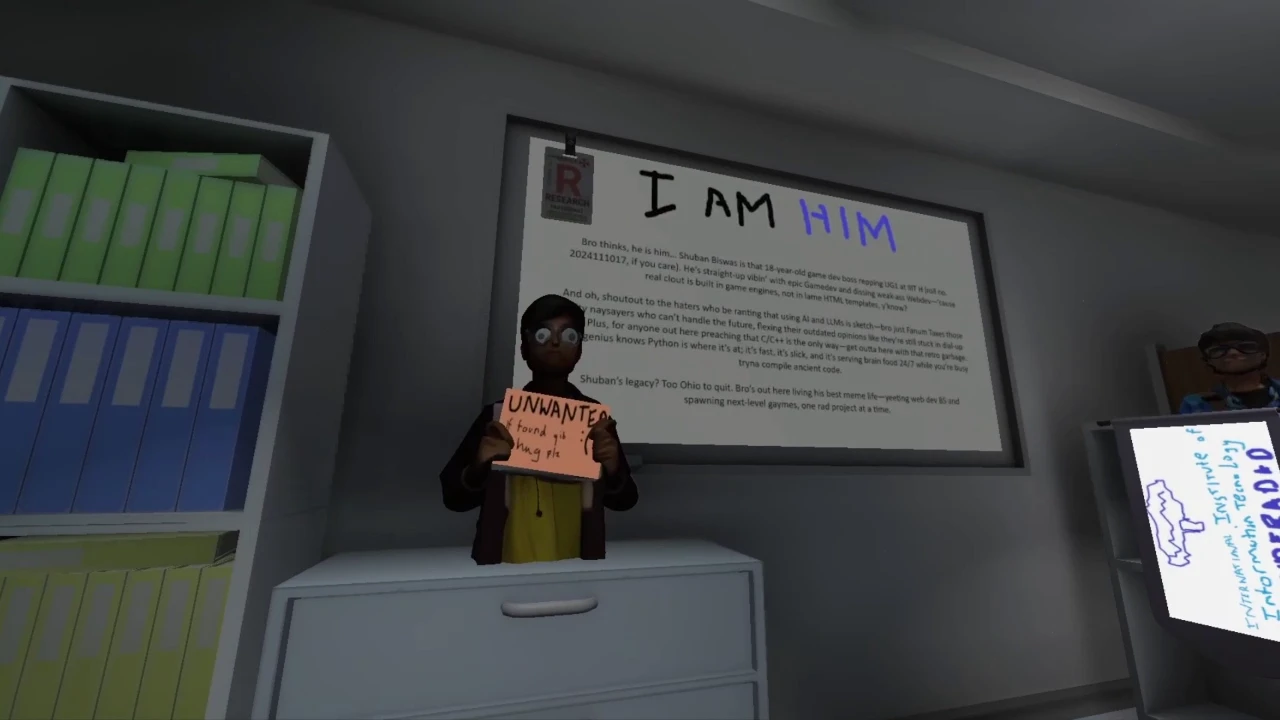 R
RESEARCH
I AM HIM
Bro thinks, he is him... Shuban Biswas is that 18-year-old game dev boss repping UG1 at IIIT H (roll no.
2024111017, if you care). He's straight-up vibin' with epic Gamedev and dissing weak-ass Webdev—'cause
real clout is built in game engines, not in lame HTML templates, y'know?
And oh, shoutout to the haters who be ranting that using AI and LLMs is sketch—bro just Fanum Taxes those
naysayers who can't handle the future, flexing their outdated opinions like they're still stuck in dial-up
Plus, for anyone out here preaching that C/C++ is the only way—get outta here with that retro garbage.
genius knows Python is where it's at; it's fast, it's slick, and it's serving brain food 24/7 while you're busy
tryna compile ancient code.
Shuban's legacy? Too Ohio to quit. Bro's out here living his best meme life—yeeting web dev BS and
spawning next-level gaymes, one rad project at a time.
UNWANTED
if found giv
hug plz
INTERNATIONAL INSTITUTE of
Information Tecnology